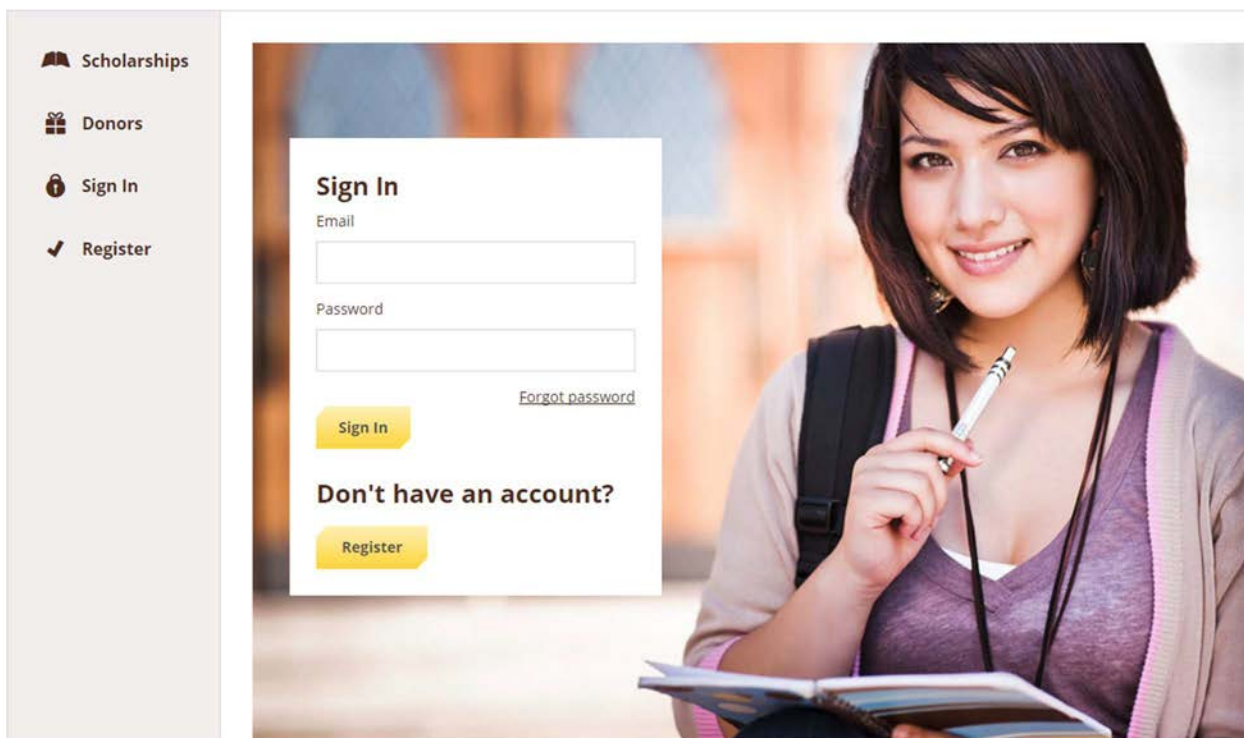 Scholarships
Donors
Sign In
Register
Sign In
Email
Password
Forgot password
Sign In
Don't have an account?
Register